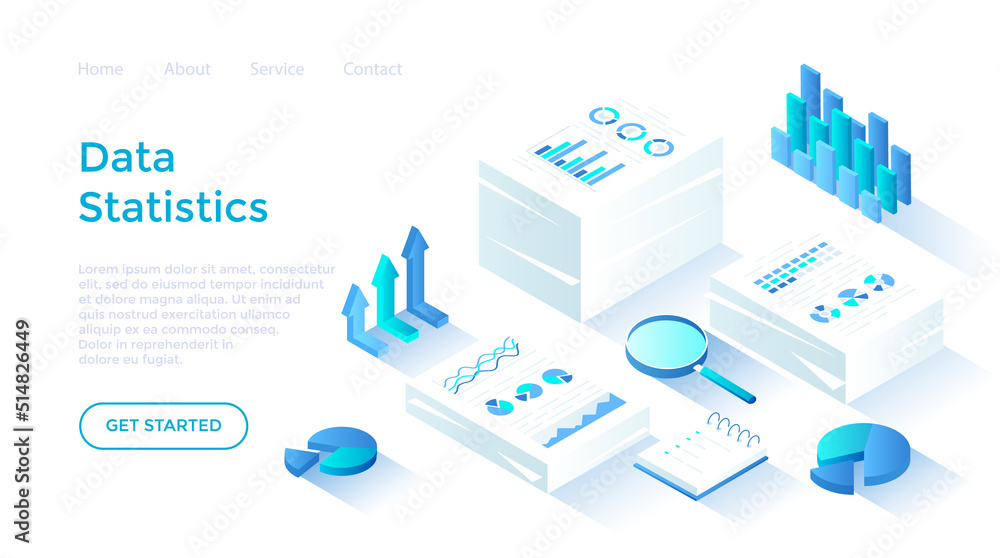 Home About Service Contact
Data
Statistics
Lorem ipsum dolor sit amet, consectetur
elit, sed do eiusmod tempor incididunt
et dolore magna aliqua. Ut enim ad
quis nostrud exercitation ullamco
aliquip ex ea commodo conseq.
Dolor in reprehenderit in
dolore eu fugiat.
GET STARTED
Adobe Stock | #514826449